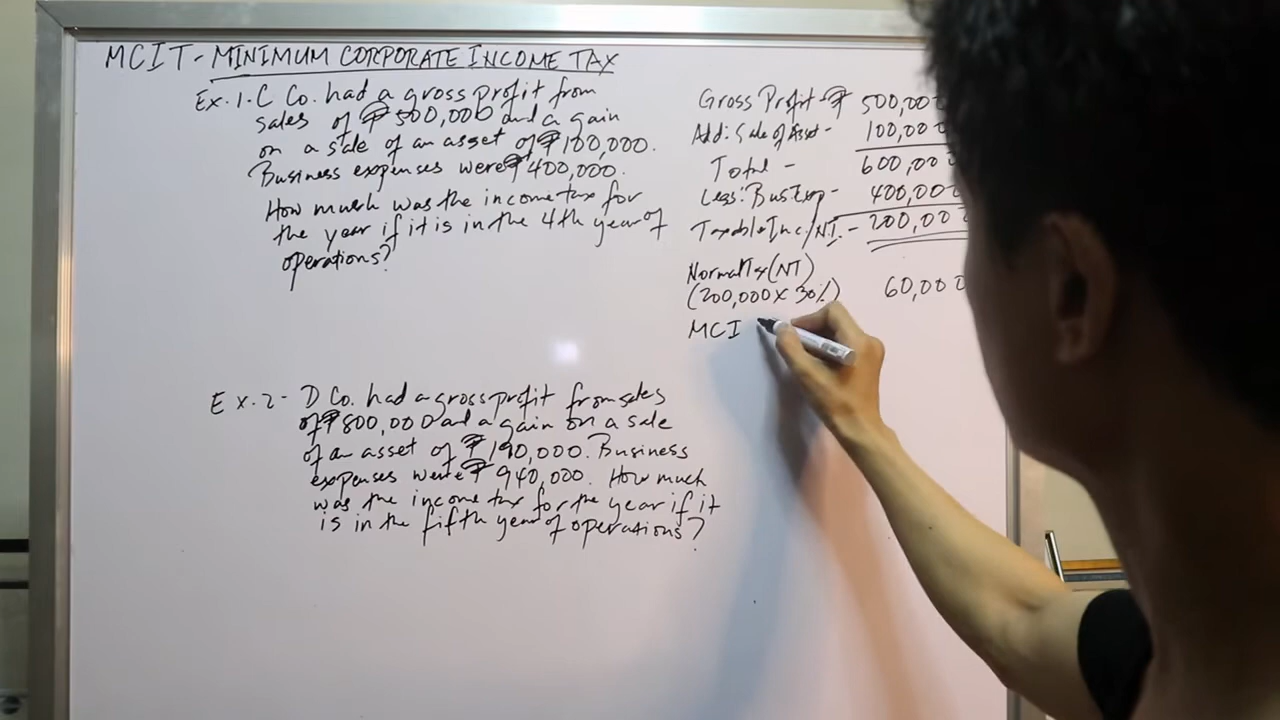 MCIT - MINIMUM CORPORATE INCOME TAX
Ex. 1. C Co. had a gross profit from
sales of ₱500,000 and a gain
on a sale of an asset of ₱100,000.
Business expenses were ₱400,000.
How much was the income tax for
the year if it is in the 4th year of
operations?
Gross Profit - ₱ 500,000
Add: Sale of Asset - 100,000
Total - 600,000
Less: Bus Exp - 400,000
Taxable Inc./NI. - 200,000
Normal Tx (NT)
(200,000 x 30%) 60,000
MCI
Ex. 2 - D Co. had a gross profit from sales
of ₱800,000 and a gain on a sale
of an asset of ₱190,000. Business
expenses were ₱940,000. How much
was the income tax for the year if it
is in the fifth year of operations?